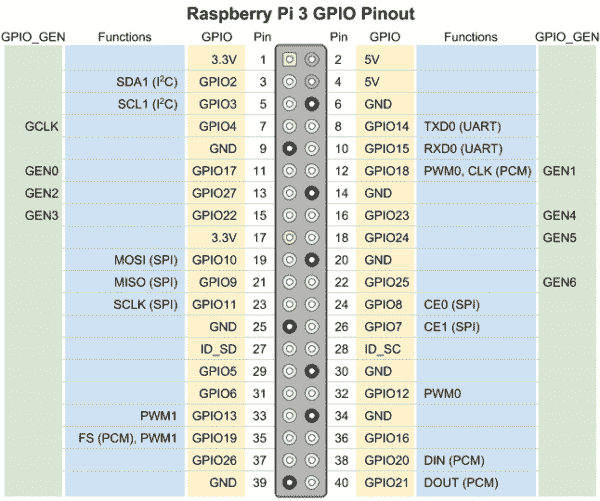 Raspberry Pi 3 GPIO Pinout
GPIO_GEN Functions GPIO Pin Pin GPIO Functions GPIO_GEN
3.3V 1 2 5V
SDA1 (I²C) GPIO2 3 4 5V
SCL1 (I²C) GPIO3 5 6 GND
GCLK GPIO4 7 8 GPIO14 TXD0 (UART)
GND 9 10 GPIO15 RXD0 (UART)
GEN0 GPIO17 11 12 GPIO18 PWM0, CLK (PCM) GEN1
GEN2 GPIO27 13 14 GND
GEN3 GPIO22 15 16 GPIO23 GEN4
3.3V 17 18 GPIO24 GEN5
MOSI (SPI) GPIO10 19 20 GND
MISO (SPI) GPIO9 21 22 GPIO25 GEN6
SCLK (SPI) GPIO11 23 24 GPIO8 CE0 (SPI)
GND 25 26 GPIO7 CE1 (SPI)
ID_SD 27 28 ID_SC
GPIO5 29 30 GND
GPIO6 31 32 GPIO12 PWM0
PWM1 GPIO13 33 34 GND
FS (PCM), PWM1 GPIO19 35 36 GPIO16
GPIO26 37 38 GPIO20 DIN (PCM)
GND 39 40 GPIO21 DOUT (PCM)